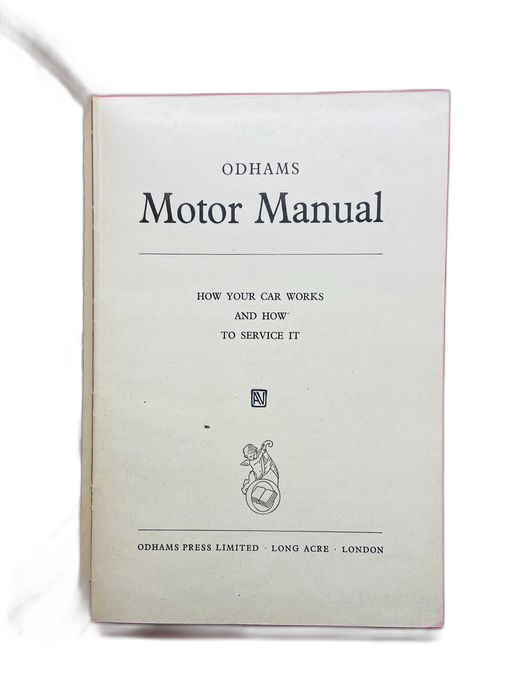 ODHAMS
Motor Manual
HOW YOUR CAR WORKS
AND HOW
TO SERVICE IT
ODHAMS PRESS LIMITED · LONG ACRE · LONDON